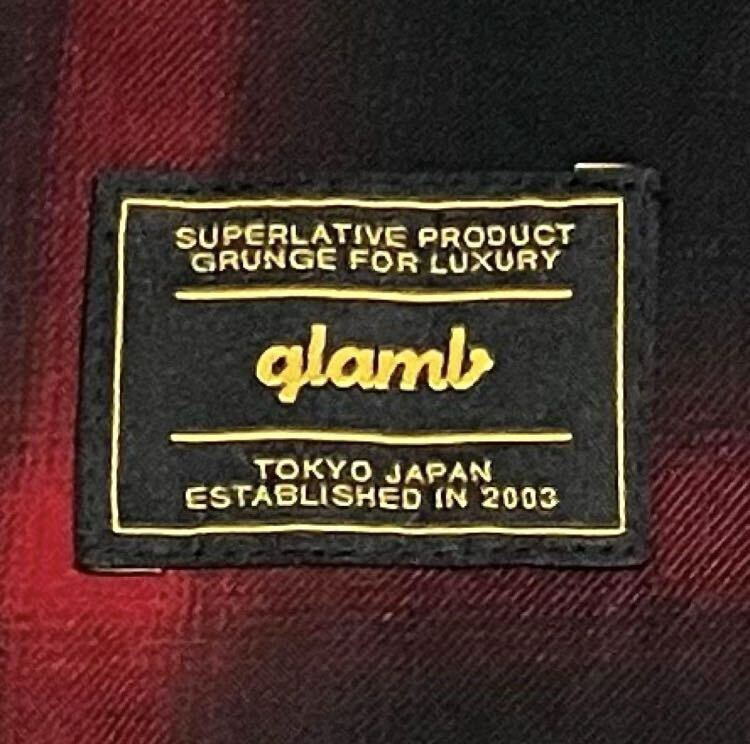 SUPERLATIVE PRODUCT
GRUNGE FOR LUXURY
glamb
TOKYO JAPAN
ESTABLISHED IN 2003